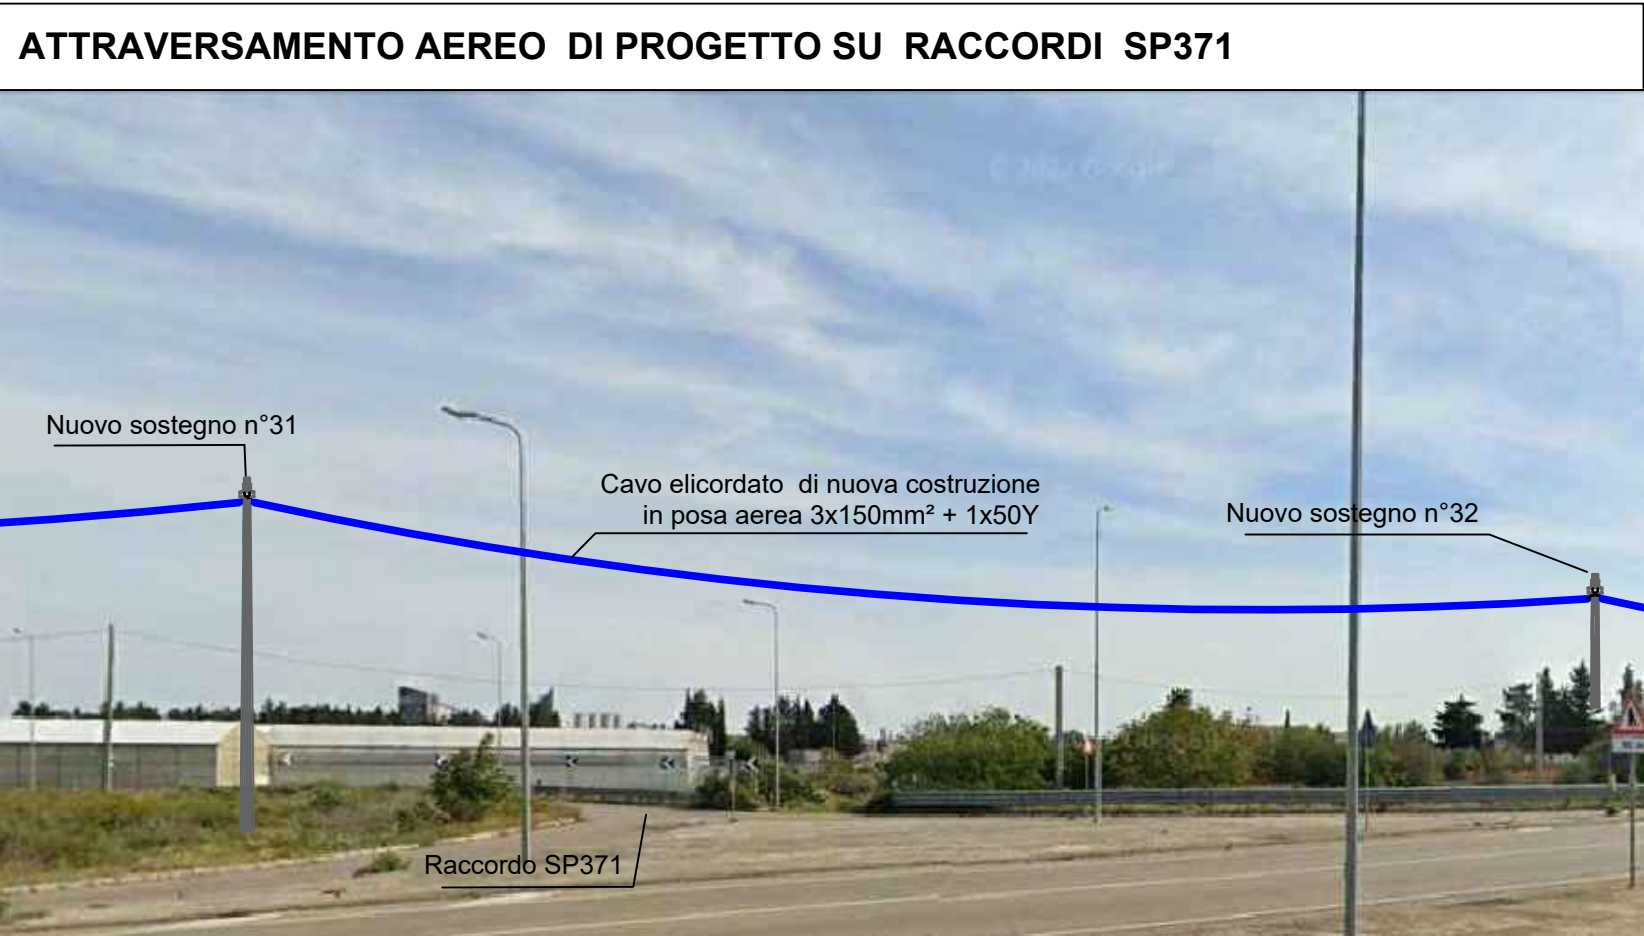 ATTRAVERSAMENTO AEREO DI PROGETTO SU RACCORDI SP371
Nuovo sostegno n°31
Cavo elicordato di nuova costruzione
in posa aerea 3x150mm² + 1x50Y
Nuovo sostegno n°32
Raccordo SP371